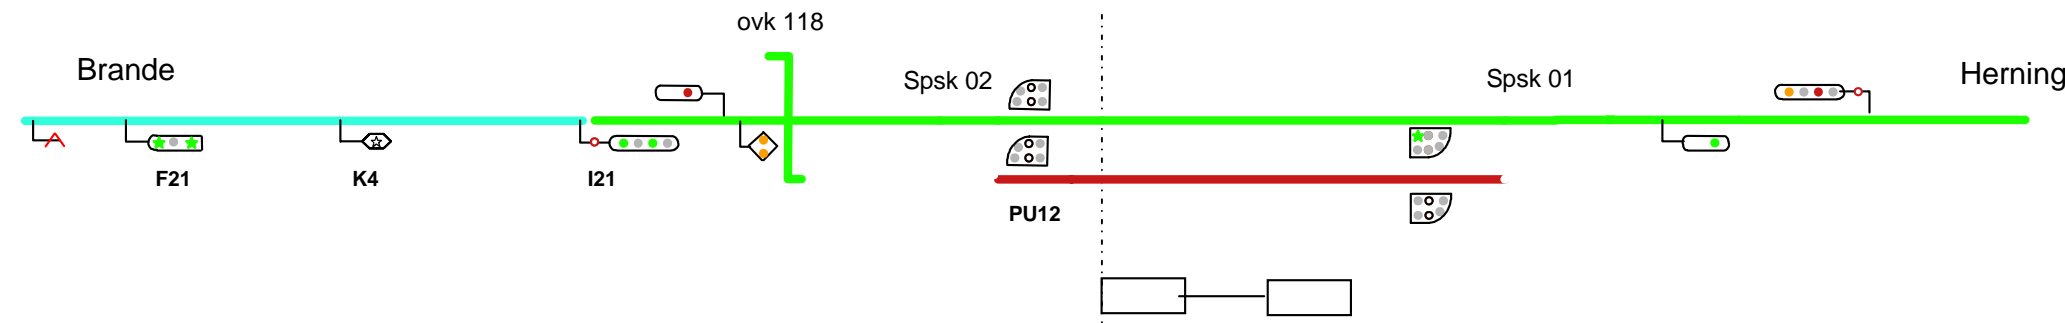 ovk 118
Brande
Spsk 02
Spsk 01
Herning
F21
K4
I21
PU12